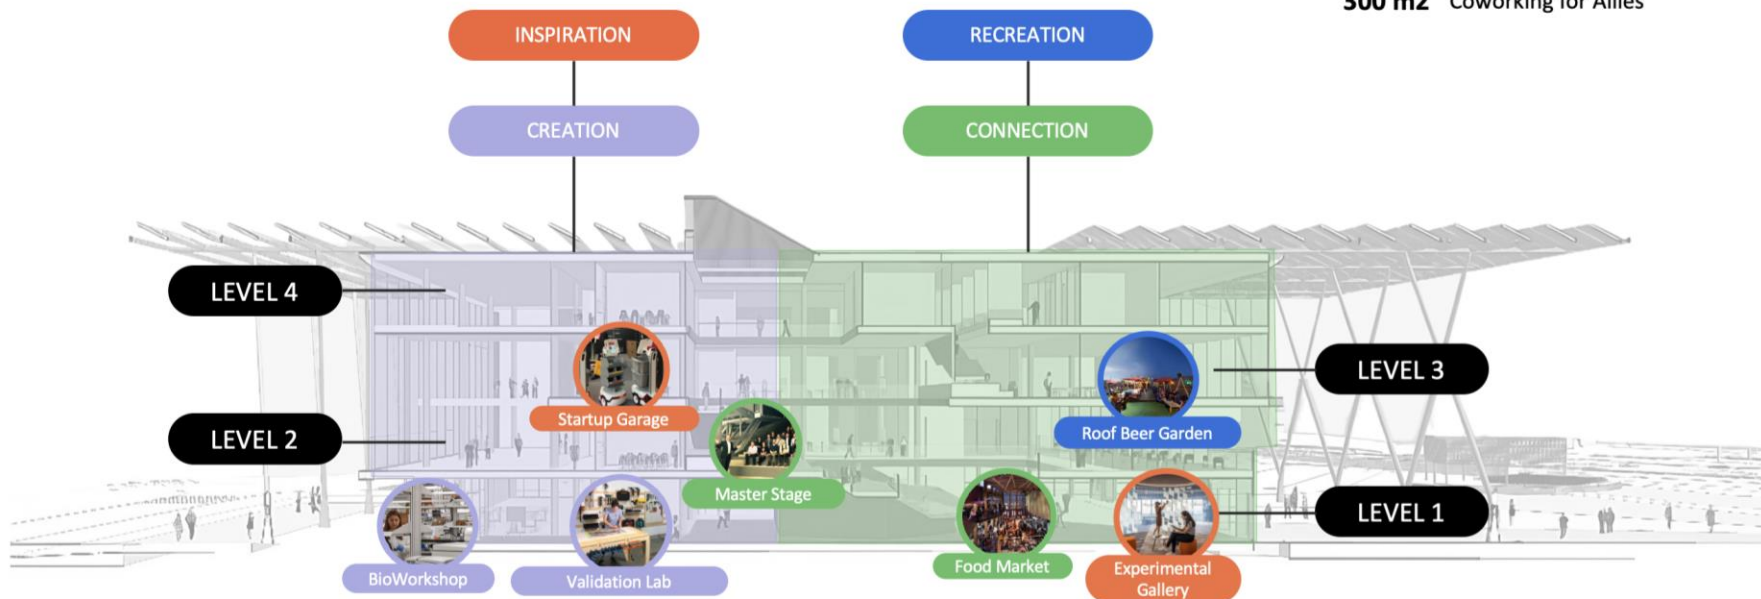 300 m2 Coworking for Allies
INSPIRATION
RECREATION
CREATION
CONNECTION
LEVEL 4
LEVEL 3
Startup Garage
Roof Beer Garden
LEVEL 2
Master Stage
LEVEL 1
BioWorkshop
Validation Lab
Food Market
Experimental
Gallery